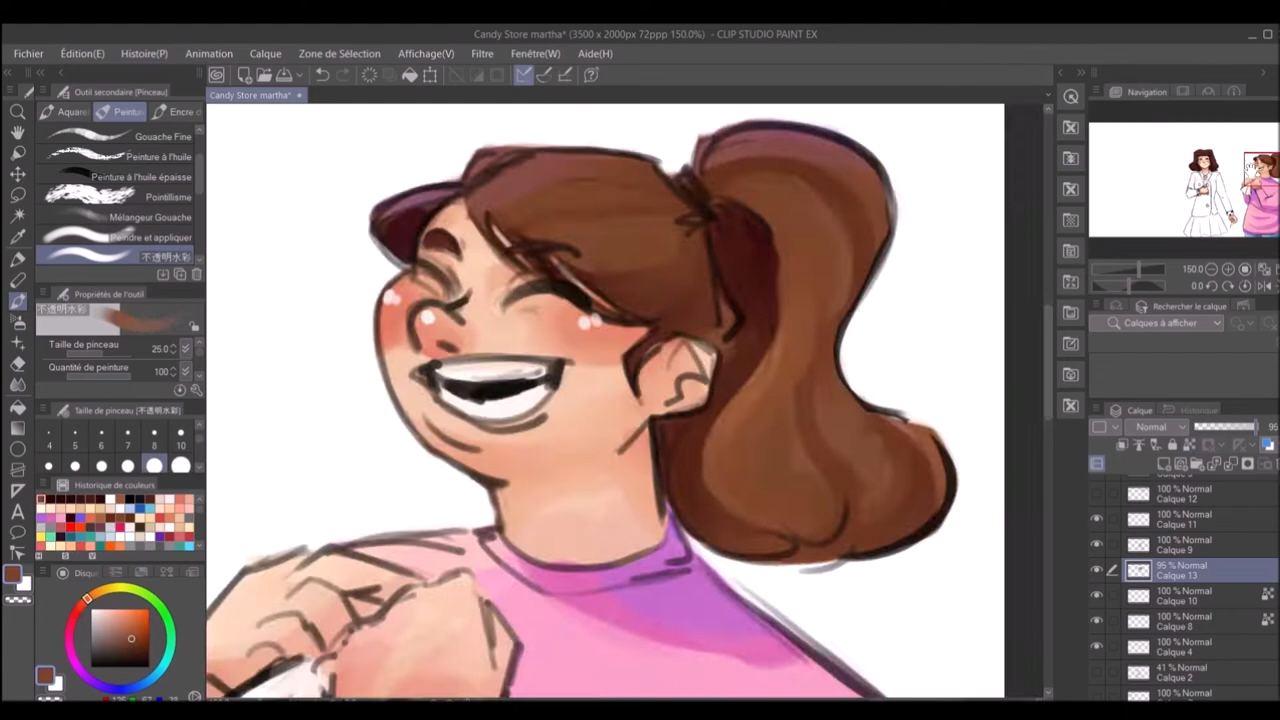 Candy Store martha* (3500 x 2000px 72ppp 150.0%) - CLIP STUDIO PAINT EX
Fichier Édition(E) Histoire(P) Animation Calque Zone de Sélection Affichage(V) Filtre Fenêtre(W) Aide(H)
Outil secondaire [Pinceau]
Candy Store martha*
Navigation
Aquare Peintur Encre d
Gouache Fine
Peinture à l'huile
Peinture à l'huile épaisse
Pointillisme
Mélangeur Gouache
Peindre et appliquer
不透明水彩
150.0
0.0
Propriétés de l'outil
Rechercher le calque
不透明水彩
Calques à afficher
Taille de pinceau 25.0
Quantité de peinture 100
Taille de pinceau [不透明水彩]
Calque Historique
Normal 95
4 5 6 7 8 10
Historique de couleurs
100 % Normal
Calque 12
100 % Normal
Calque 11
100 % Normal
Calque 9
95 % Normal
Calque 13
100 % Normal
Calque 10
100 % Normal
Calque 8
100 % Normal
Calque 4
41 % Normal
Calque 2
100 % Normal
H S V
Disqu